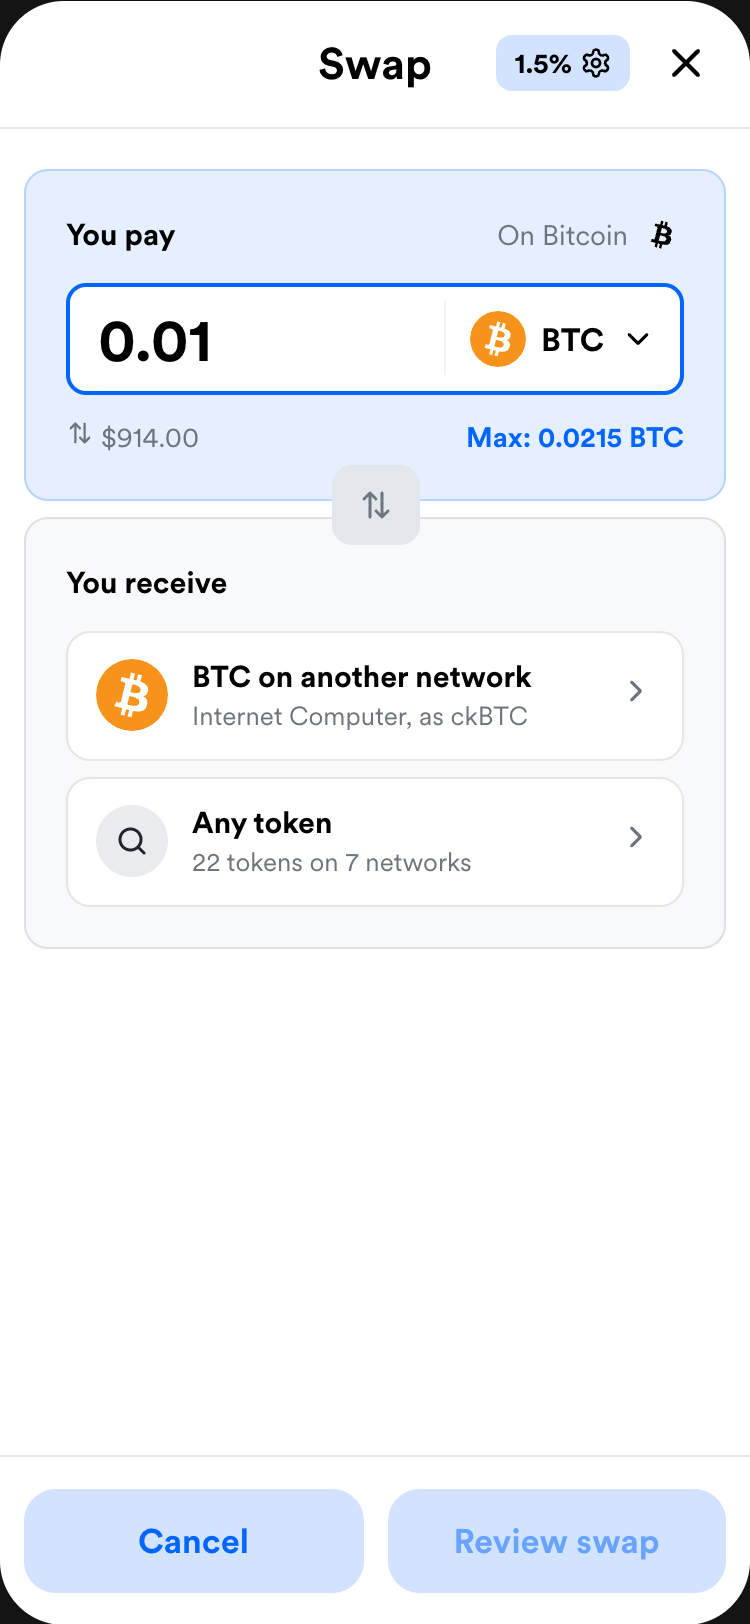 Swap
1.5%
You pay
On Bitcoin
0.01
BTC
$914.00
Max: 0.0215 BTC
You receive
BTC on another network
Internet Computer, as ckBTC
Any token
22 tokens on 7 networks
Cancel
Review swap